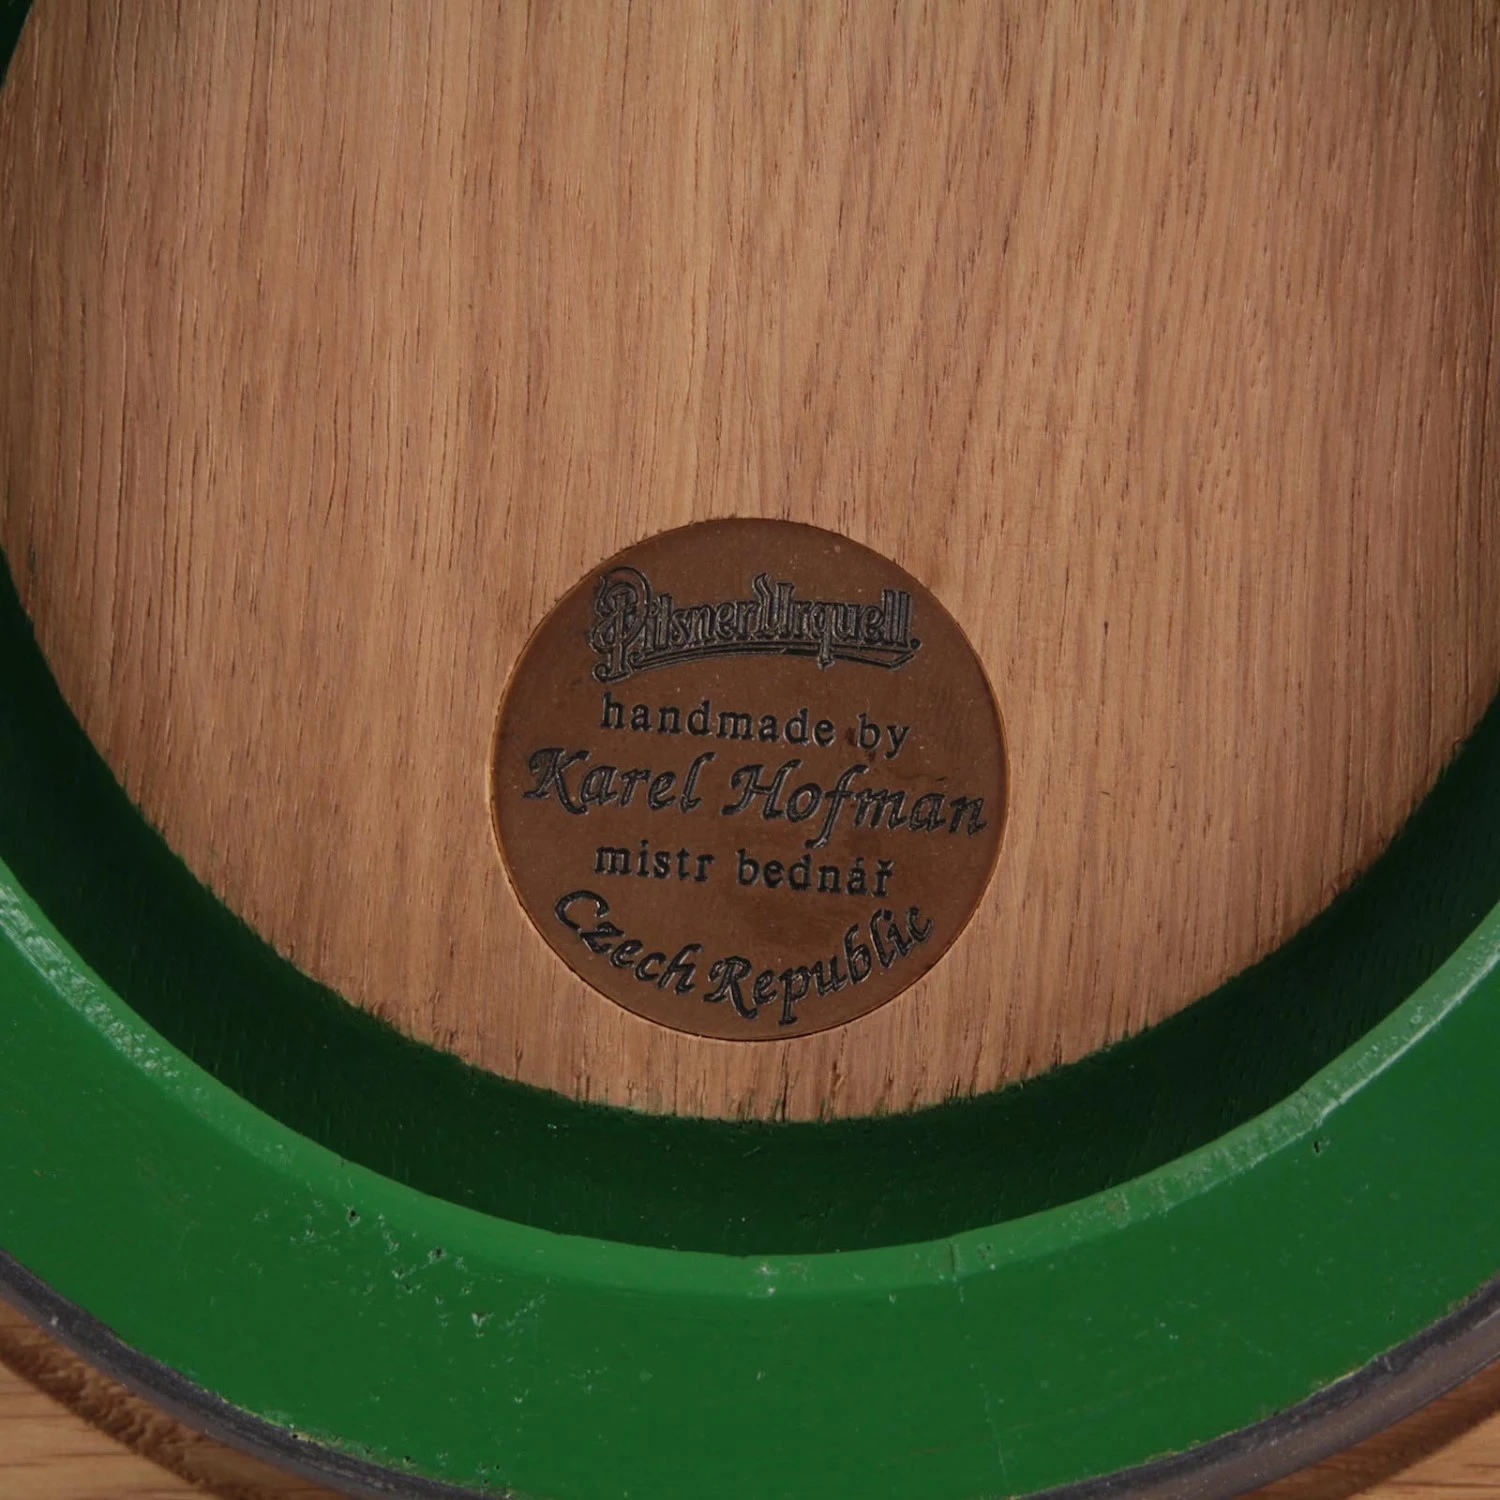 Pilsner Urquell
handmade by
Karel Hofman
mistr bednář
Czech Republic